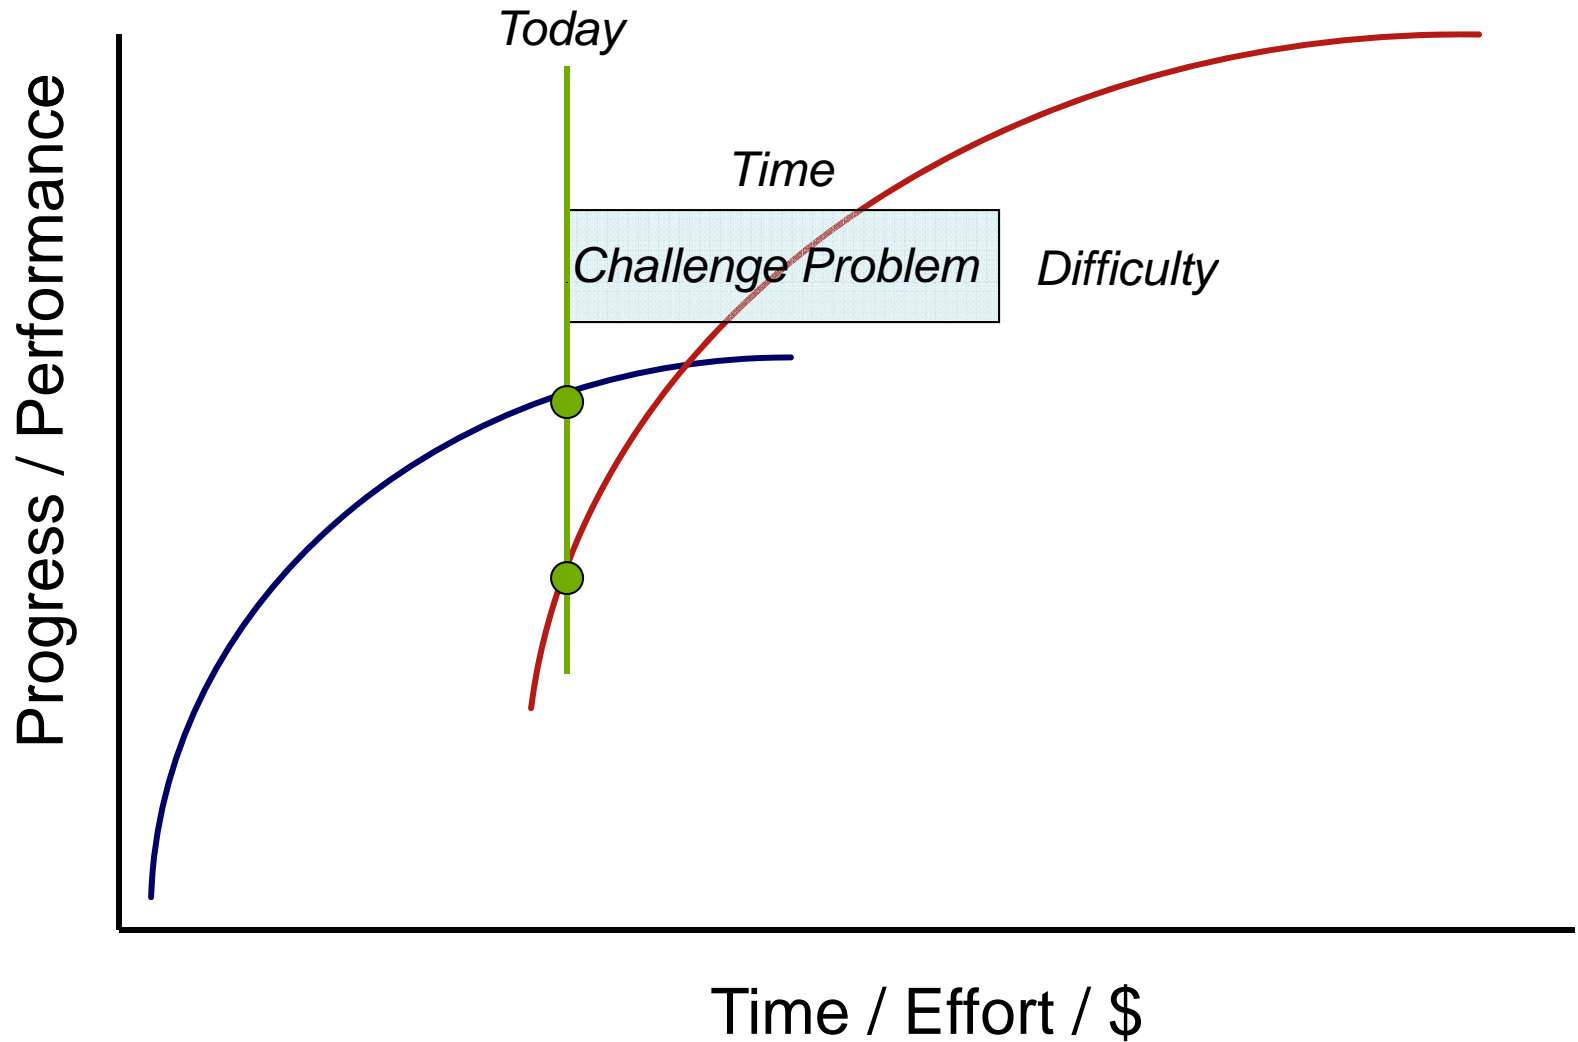 Today
Progress / Performance
Time
Challenge Problem
Difficulty
Time / Effort / $